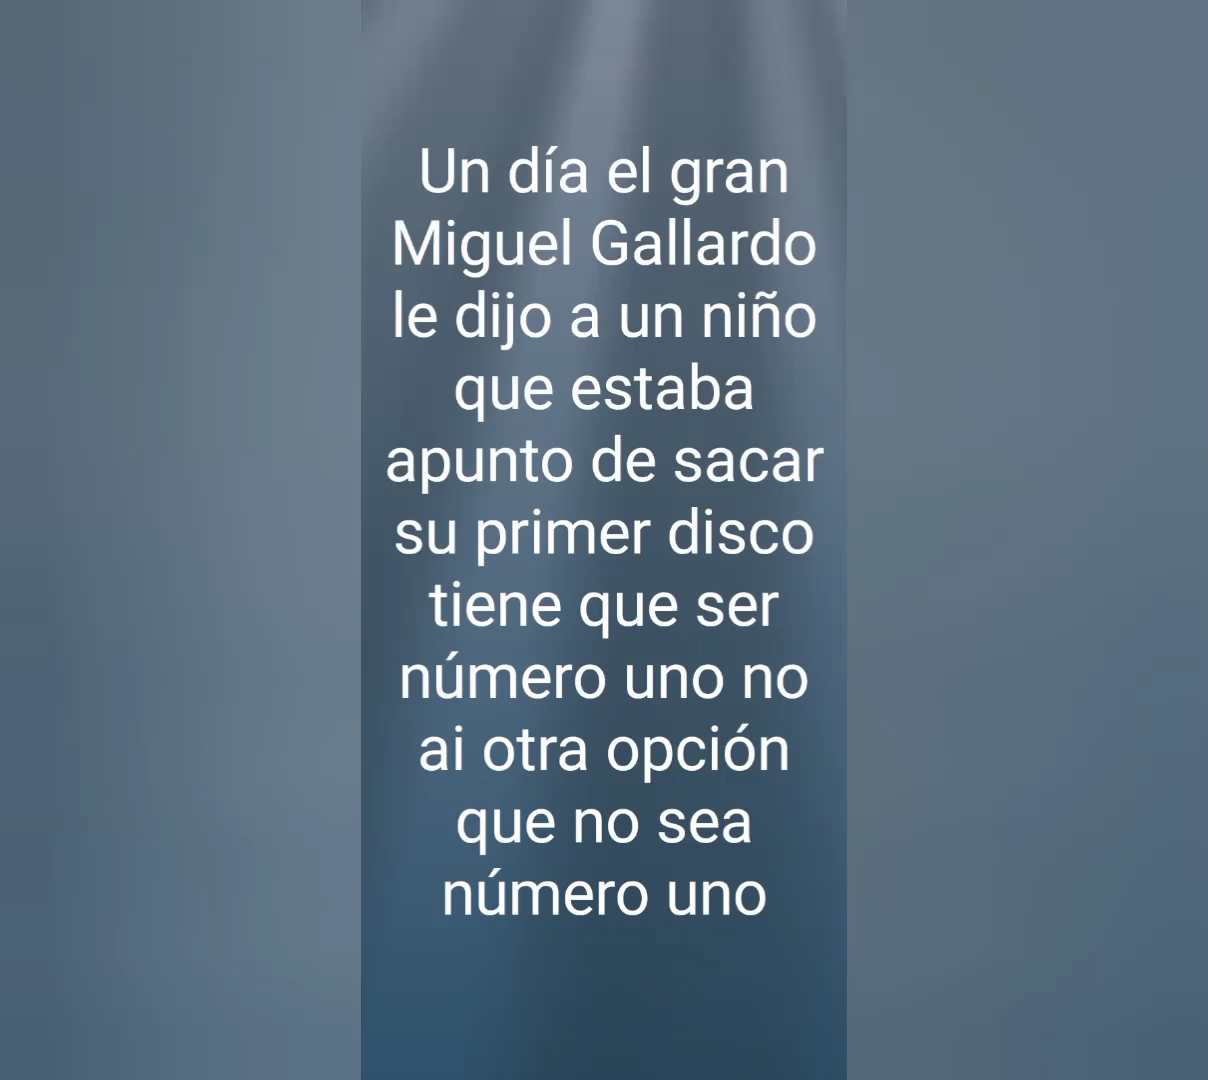 Un día el gran
Miguel Gallardo
le dijo a un niño
que estaba
apunto de sacar
su primer disco
tiene que ser
número uno no
ai otra opción
que no sea
número uno